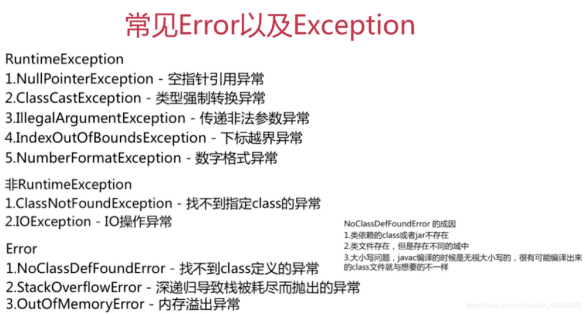 常见Error以及Exception
RuntimeException
1.NullPointerException - 空指针引用异常
2.ClassCastException - 类型强制转换异常
3.IllegalArgumentException - 传递非法参数异常
4.IndexOutOfBoundsException - 下标越界异常
5.NumberFormatException - 数字格式异常
非RuntimeException
1.ClassNotFoundException - 找不到指定class的异常
2.IOException - IO操作异常
Error
1.NoClassDefFoundError - 找不到class定义的异常
2.StackOverflowError - 深递归导致栈被耗尽而抛出的异常
3.OutOfMemoryError - 内存溢出异常
NoClassDefFoundError 的成因
1.类依赖的class或者jar不存在
2.类文件存在，但是存在不同的域中
3.大小写问题，javac编译的时候是无视大小写的，很有可能编译出来
的class文件就与想要的不一样